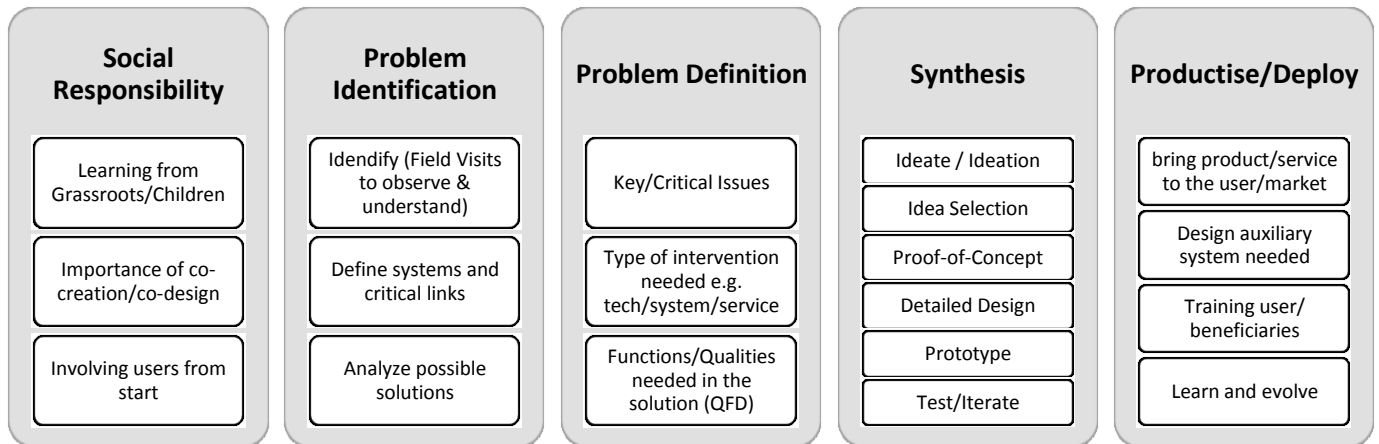 Social
Responsibility
Learning from
Grassroots/Children
Importance of co-
creation/co-design
Involving users from
start
Problem
Identification
Idendify (Field Visits
to observe &
understand)
Define systems and
critical links
Analyze possible
solutions
Problem Definition
Key/Critical Issues
Type of intervention
needed e.g.
tech/system/service
Functions/Qualities
needed in the
solution (QFD)
Synthesis
Ideate / Ideation
Idea Selection
Proof-of-Concept
Detailed Design
Prototype
Test/Iterate
Productise/Deploy
bring product/service
to the user/market
Design auxiliary
system needed
Training user/
beneficiaries
Learn and evolve